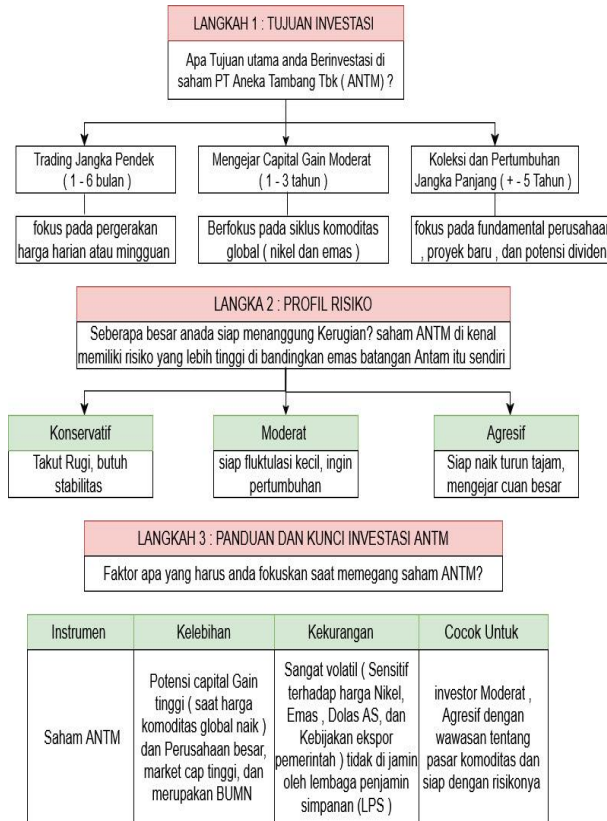 LANGKAH 1 : TUJUAN INVESTASI
Apa Tujuan utama anda Berinvestasi di
saham PT Aneka Tambang Tbk ( ANTM) ?
Trading Jangka Pendek
( 1 - 6 bulan )
Mengejar Capital Gain Moderat
( 1 - 3 tahun )
Koleksi dan Pertumbuhan
Jangka Panjang ( + - 5 Tahun )
fokus pada pergerakan
harga harian atau mingguan
Berfokus pada siklus komoditas
global ( nikel dan emas )
fokus pada fundamental perusahaan
, proyek baru , dan potensi dividen
LANGKA 2 : PROFIL RISIKO
Seberapa besar anada siap menanggung Kerugian? saham ANTM di kenal
memiliki risiko yang lebih tinggi di bandingkan emas batangan Antam itu sendiri
Konservatif
Takut Rugi, butuh
stabilitas
Moderat
siap fluktulasi kecil, ingin
pertumbuhan
Agresif
Siap naik turun tajam,
mengejar cuan besar
LANGKAH 3 : PANDUAN DAN KUNCI INVESTASI ANTM
Faktor apa yang harus anda fokuskan saat memegang saham ANTM?
Instrumen
Kelebihan
Kekurangan
Cocok Untuk
Saham ANTM
Potensi capital Gain
tinggi ( saat harga
komoditas global naik )
dan Perusahaan besar,
market cap tinggi, dan
merupakan BUMN
Sangat volatil ( Sensitif
terhadap harga Nikel,
Emas , Dolas AS, dan
Kebijakan ekspor
pemerintah ) tidak di jamin
oleh lembaga penjamin
simpanan (LPS )
investor Moderat ,
Agresif dengan
wawasan tentang
pasar komoditas dan
siap dengan risikonya